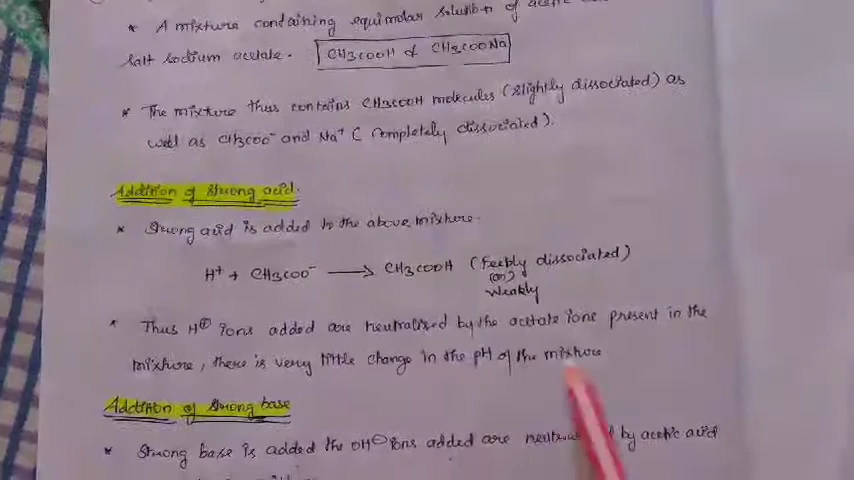 * A mixture containing equimolar solution of acetic
salt sodium acetate. CH3COOH & CH3COONa
* The mixture thus contains CH3COOH molecules (slightly dissociated) as
well as CH3COO⁻ and Na⁺ ( completely dissociated).
Addition of strong acid.
* Strong acid is added to the above mixture.
H⁺ + CH3COO⁻ → CH3COOH (feebly dissociated)
(or)
Weakly
* Thus H⊕ ions added are neutralised by the acetate ions present in the
mixture, there is very little change in the pH of the mixture
Addition of strong base
* Strong base is added the OH⊖ ions added are by acetic acid